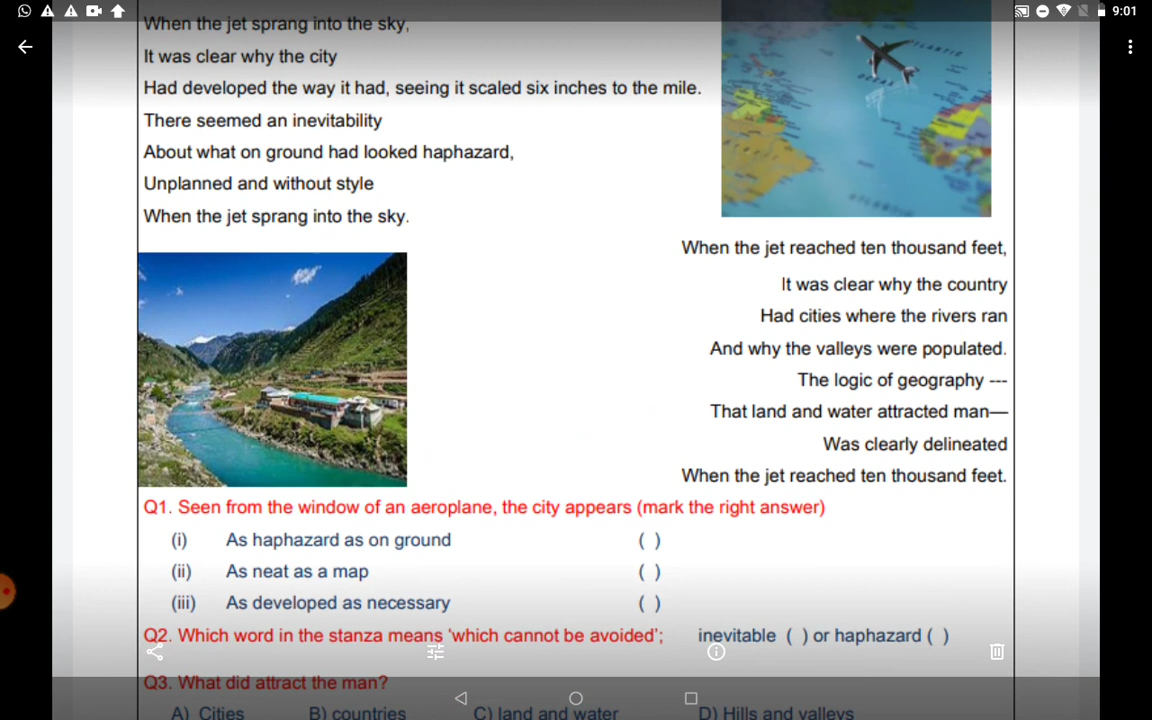 9:01
When the jet sprang into the sky,
It was clear why the city
Had developed the way it had, seeing it scaled six inches to the mile.
There seemed an inevitability
About what on ground had looked haphazard,
Unplanned and without style
When the jet sprang into the sky.
ATLANTIC
OCEAN
When the jet reached ten thousand feet,
It was clear why the country
Had cities where the rivers ran
And why the valleys were populated.
The logic of geography ---
That land and water attracted man—
Was clearly delineated
When the jet reached ten thousand feet.
Q1. Seen from the window of an aeroplane, the city appears (mark the right answer)
(i) As haphazard as on ground ( )
(ii) As neat as a map ( )
(iii) As developed as necessary ( )
Q2. Which word in the stanza means 'which cannot be avoided'; inevitable ( ) or haphazard ( )
Q3. What did attract the man?
A) Cities B) countries C) land and water D) Hills and valleys